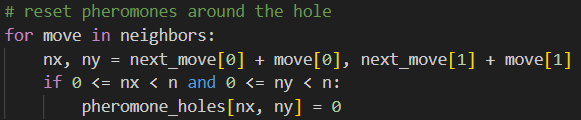 # reset pheromones around the hole
for move in neighbors:
    nx, ny = next_move[0] + move[0], next_move[1] + move[1]
    if 0 <= nx < n and 0 <= ny < n:
        pheromone_holes[nx, ny] = 0